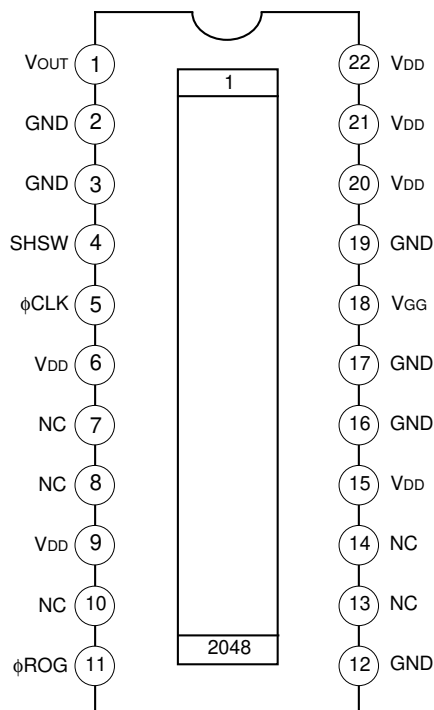 VOUT 1 1 22 VDD
GND 2 21 VDD
GND 3 20 VDD
SHSW 4 19 GND
ϕCLK 5 18 VGG
VDD 6 17 GND
NC 7 16 GND
NC 8 15 VDD
VDD 9 14 NC
NC 10 13 NC
ϕROG 11 2048 12 GND